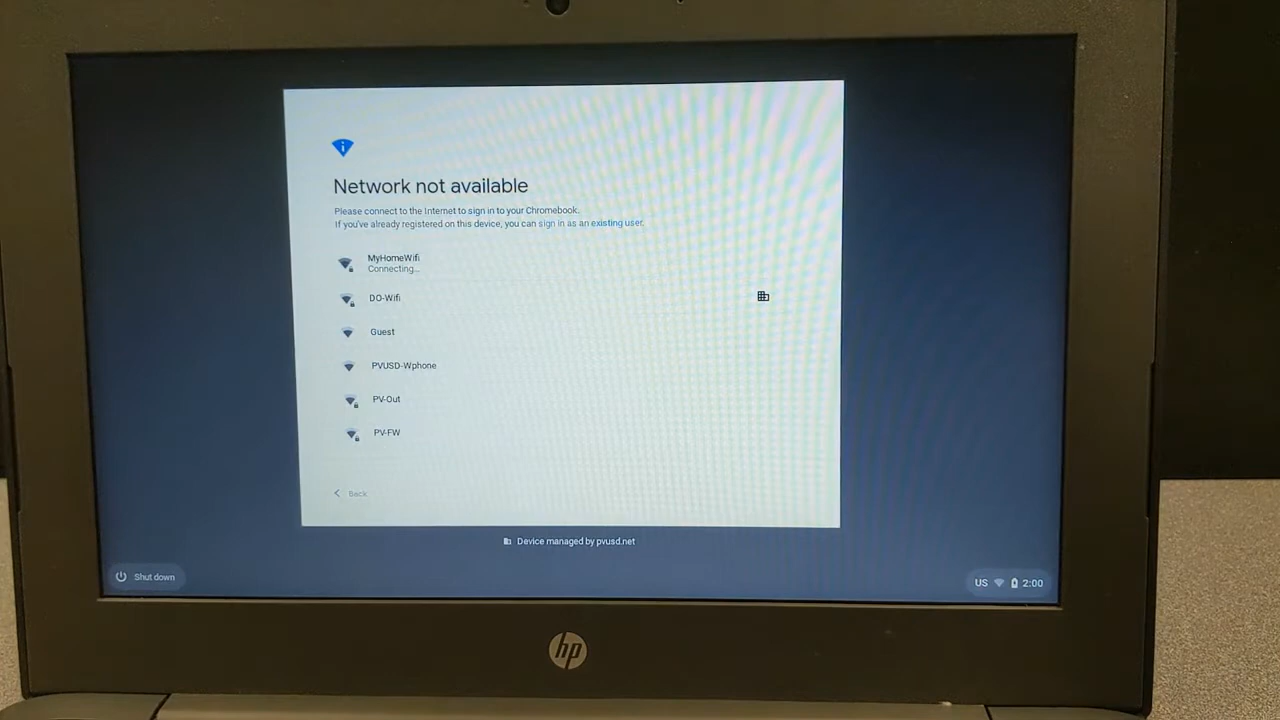 Network not available
Please connect to the Internet to sign in to your Chromebook.
If you've already registered on this device, you can sign in as an existing user.
MyHomeWifi
Connecting...
DO-Wifi
Guest
PVUSD-Wphone
PV-Out
PV-FW
Back
Device managed by pvusd.net
Shut down
US 2:00
hp